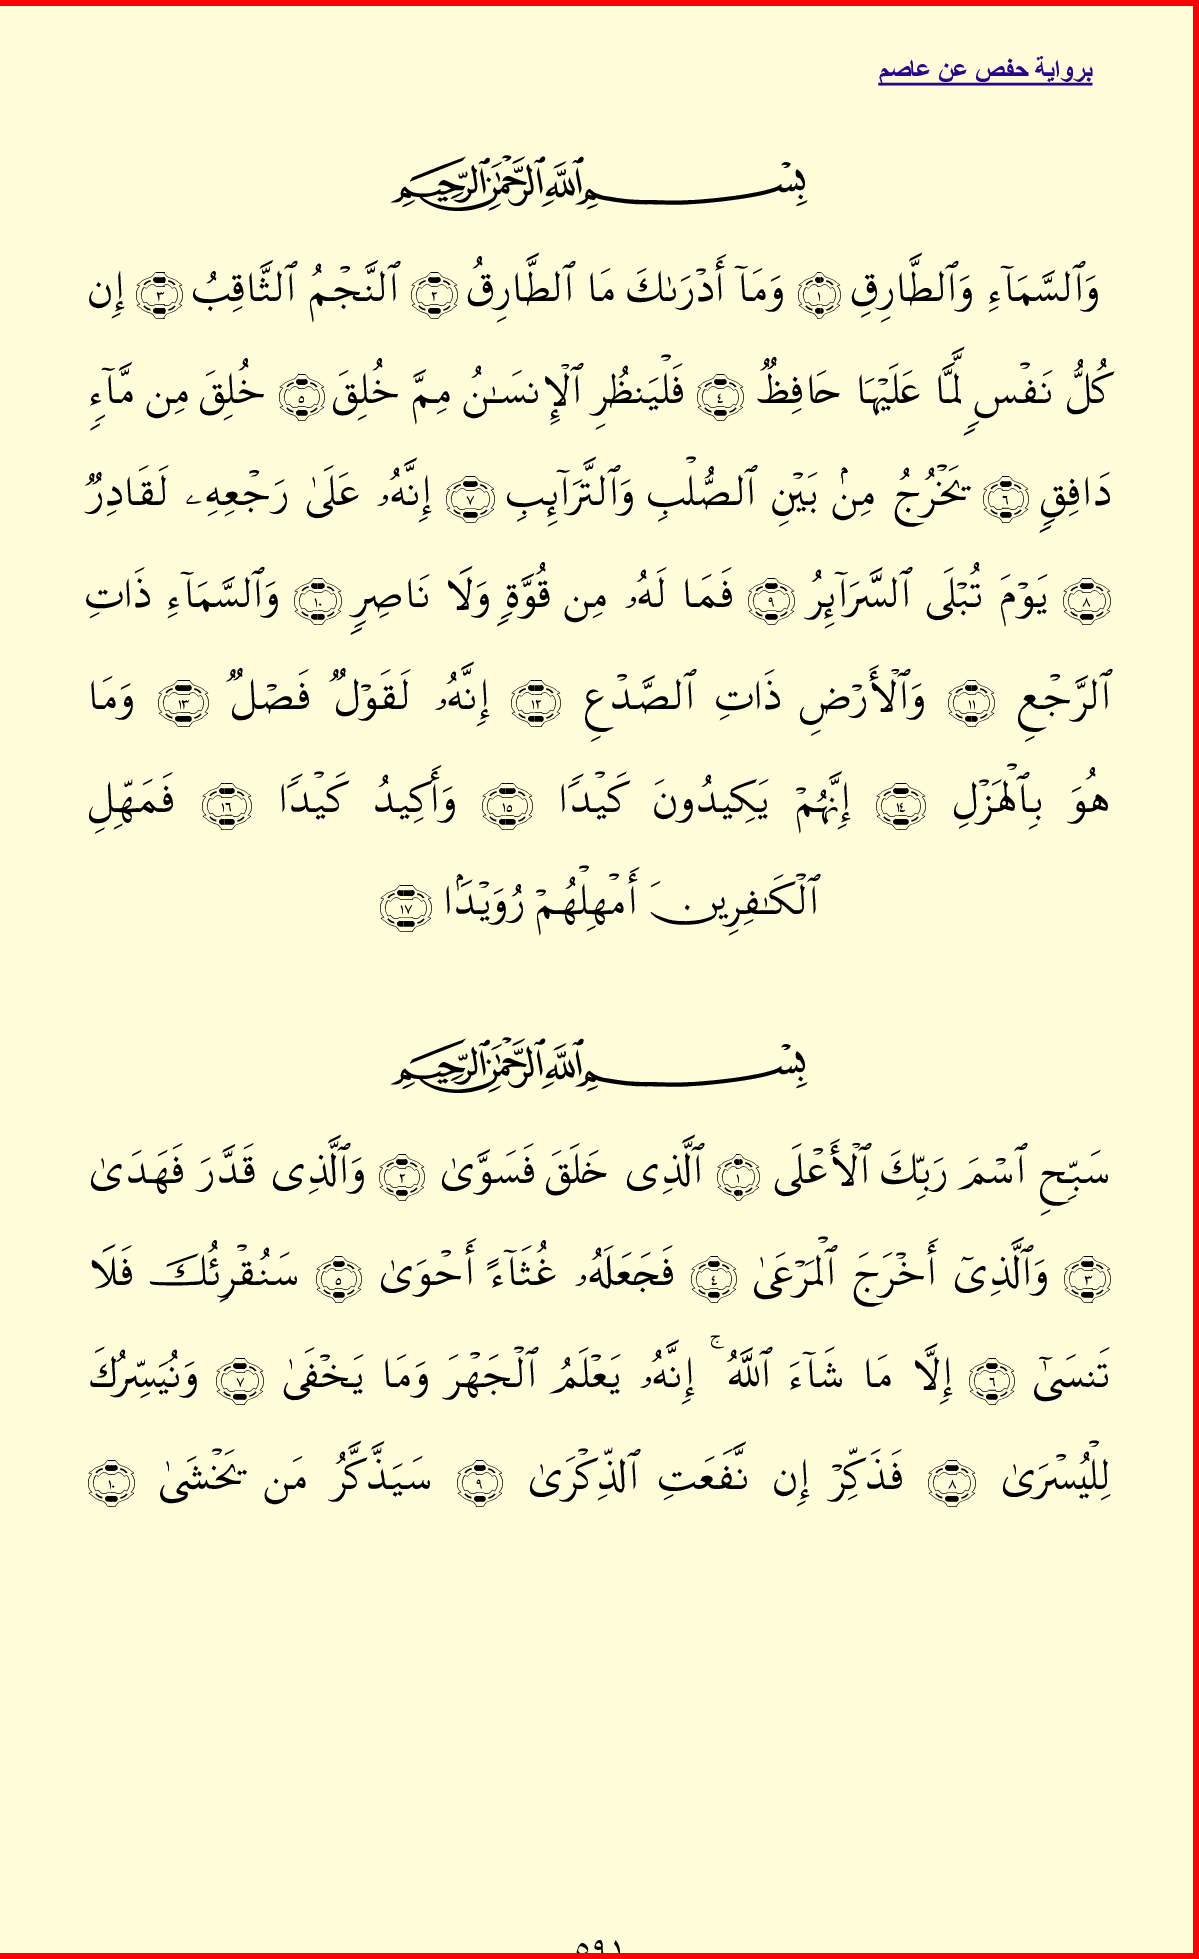 برواية حفص عن عاصم
بِسْمِ ٱللَّهِ ٱلرَّحْمَٰنِ ٱلرَّحِيمِ
وَٱلسَّمَآءِ وَٱلطَّارِقِ ١ وَمَآ أَدْرَىٰكَ مَا ٱلطَّارِقُ ٢ ٱلنَّجْمُ ٱلثَّاقِبُ ٣ إِن
كُلُّ نَفْسٍ لَّمَّا عَلَيْهَا حَافِظٌ ٤ فَلْيَنظُرِ ٱلْإِنسَٰنُ مِمَّ خُلِقَ ٥ خُلِقَ مِن مَّآءٍ
دَافِقٍ ٦ يَخْرُجُ مِنۢ بَيْنِ ٱلصُّلْبِ وَٱلتَّرَآئِبِ ٧ إِنَّهُۥ عَلَىٰ رَجْعِهِۦ لَقَادِرٌ
٨ يَوْمَ تُبْلَى ٱلسَّرَآئِرُ ٩ فَمَا لَهُۥ مِن قُوَّةٍ وَلَا نَاصِرٍ ١٠ وَٱلسَّمَآءِ ذَاتِ
ٱلرَّجْعِ ١١ وَٱلْأَرْضِ ذَاتِ ٱلصَّدْعِ ١٢ إِنَّهُۥ لَقَوْلٌ فَصْلٌ ١٣ وَمَا
هُوَ بِٱلْهَزْلِ ١٤ إِنَّهُمْ يَكِيدُونَ كَيْدًا ١٥ وَأَكِيدُ كَيْدًا ١٦ فَمَهِّلِ
ٱلْكَٰفِرِينَ أَمْهِلْهُمْ رُوَيْدًۢا ١٧
بِسْمِ ٱللَّهِ ٱلرَّحْمَٰنِ ٱلرَّحِيمِ
سَبِّحِ ٱسْمَ رَبِّكَ ٱلْأَعْلَى ١ ٱلَّذِى خَلَقَ فَسَوَّىٰ ٢ وَٱلَّذِى قَدَّرَ فَهَدَىٰ
٣ وَٱلَّذِىٓ أَخْرَجَ ٱلْمَرْعَىٰ ٤ فَجَعَلَهُۥ غُثَآءً أَحْوَىٰ ٥ سَنُقْرِئُكَ فَلَا
تَنسَىٰٓ ٦ إِلَّا مَا شَآءَ ٱللَّهُ ۚ إِنَّهُۥ يَعْلَمُ ٱلْجَهْرَ وَمَا يَخْفَىٰ ٧ وَنُيَسِّرُكَ
لِلْيُسْرَىٰ ٨ فَذَكِّرْ إِن نَّفَعَتِ ٱلذِّكْرَىٰ ٩ سَيَذَّكَّرُ مَن يَخْشَىٰ ١٠
٥٩١